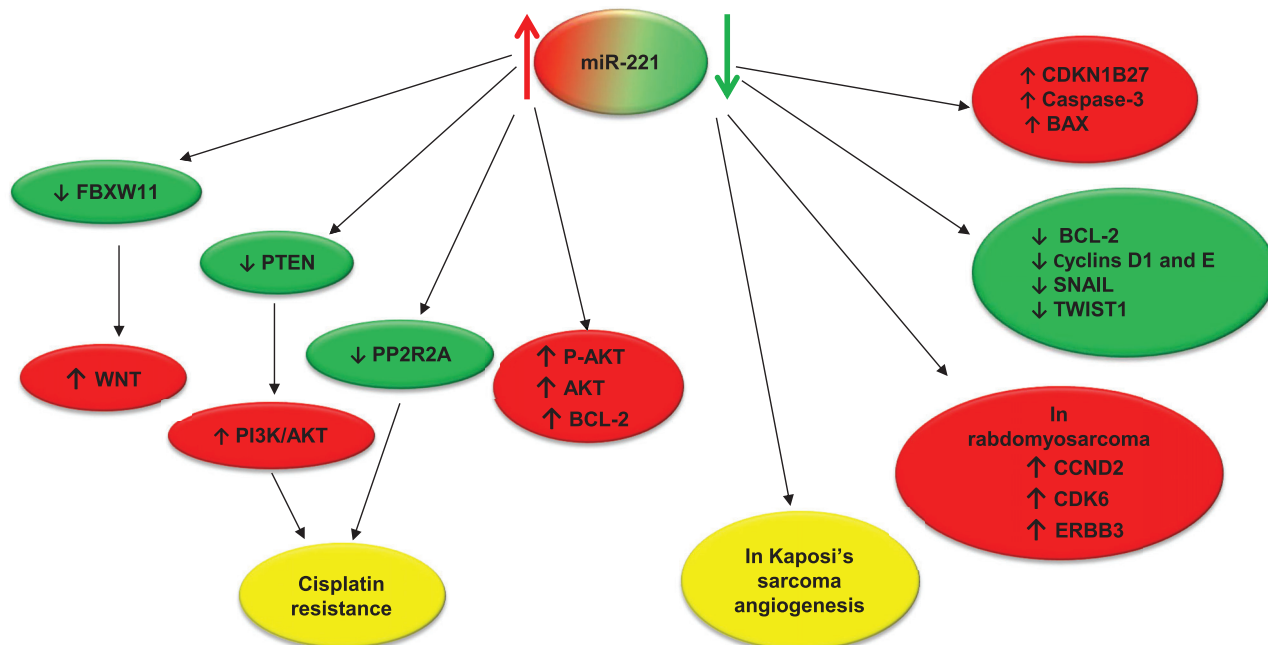 miR-221
↑ CDKN1B27
↑ Caspase-3
↑ BAX
↓ FBXW11
↓ BCL-2
↓ Cyclins D1 and E
↓ SNAIL
↓ TWIST1
↓ PTEN
↓ PP2R2A
↑ P-AKT
↑ AKT
↑ BCL-2
↑ WNT
↑ PI3K/AKT
In
rabdomyosarcoma
↑ CCND2
↑ CDK6
↑ ERBB3
Cisplatin
resistance
In Kaposi's
sarcoma
angiogenesis